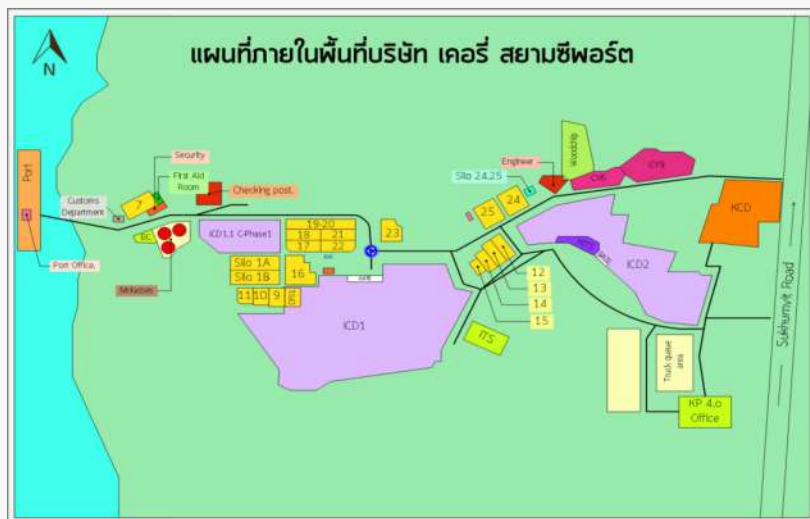 แผนที่ภายในพื้นที่บริษัท เคอรี่ สยามซีพอร์ต
N
Port
Port Office.
Customs
Department
7
Security
First Aid
Room
Checking post.
BC
Molasses
ICD1.1 C-Phase1
19-20
18
21
17
22
23
Silo 1A
Silo 1B
16
11
10
9
ICD1
ITS
25
24
Silo 24,25
Engineer
Woodchip
CY9
KCD
ICD2
12
13
14
15
Truck queue
area
KP 4.0
Office
Sukhumvit Road